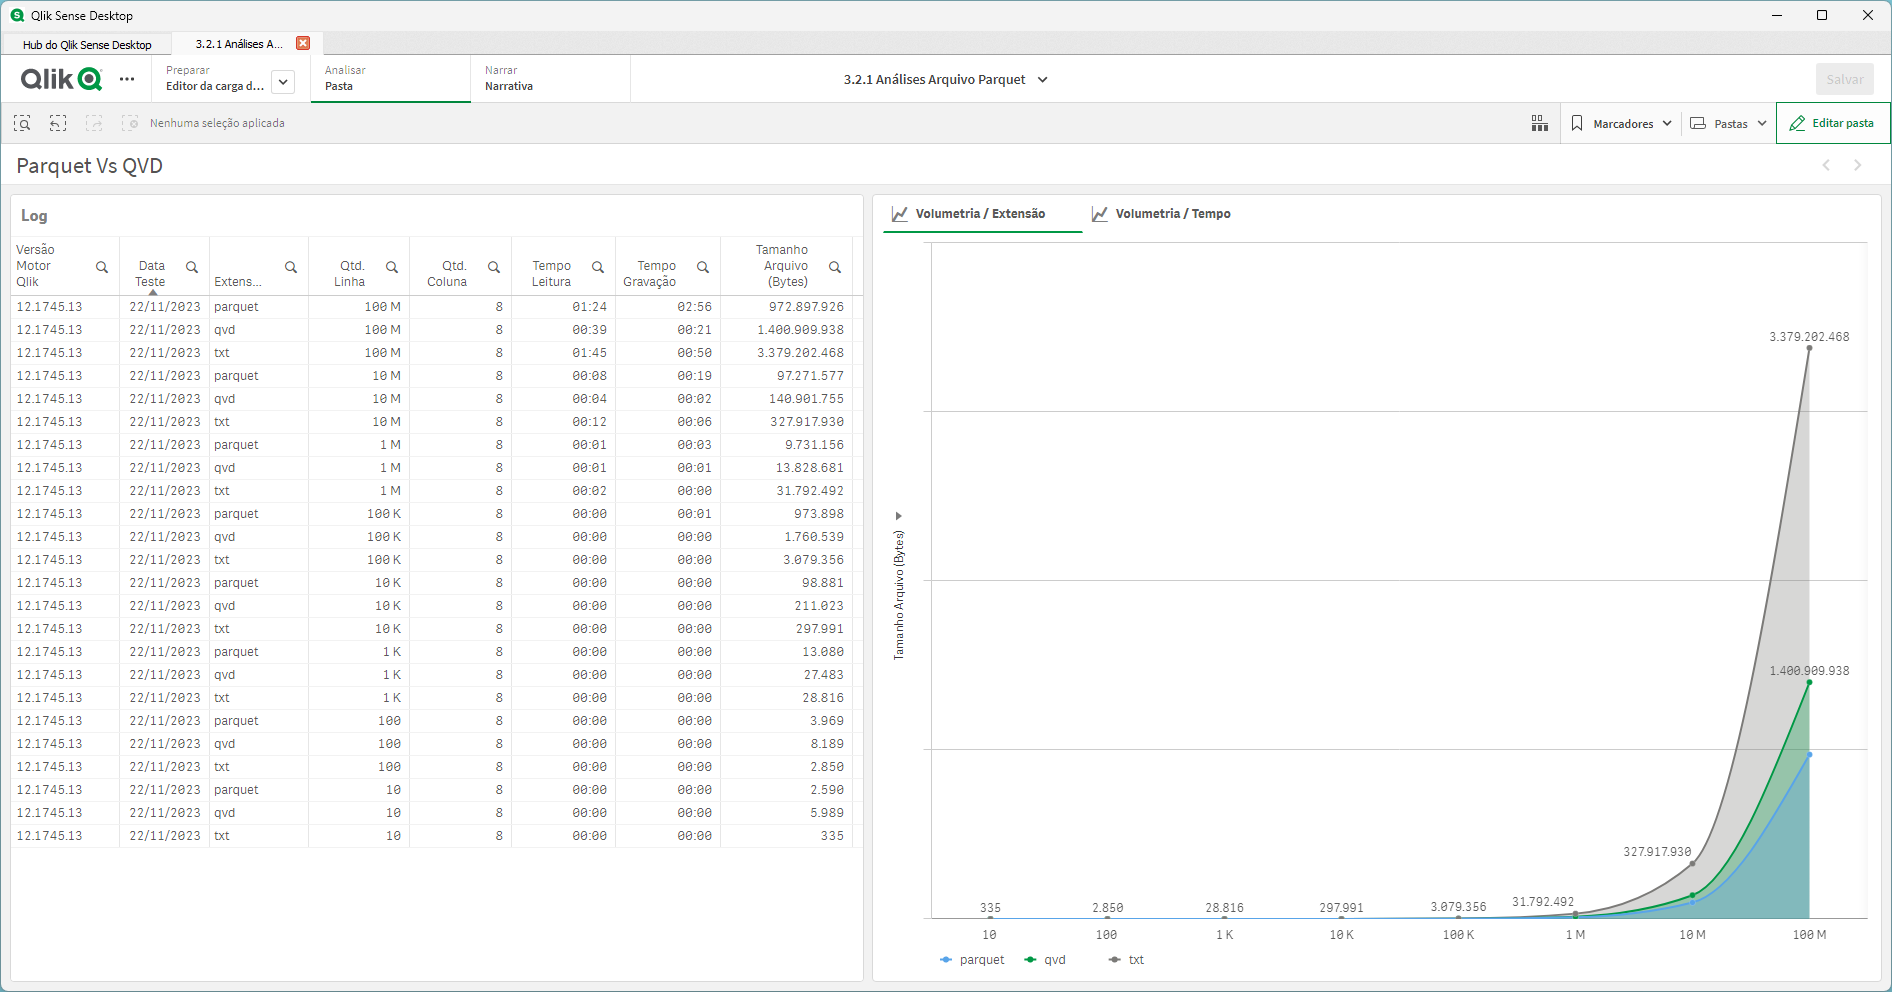 Qlik Sense Desktop
Hub do Qlik Sense Desktop
3.2.1 Análises A...
Qlik
Preparar
Editor da carga d...
Analisar
Pasta
Narrar
Narrativa
3.2.1 Análises Arquivo Parquet
Salvar
Nenhuma seleção aplicada
Marcadores
Pastas
Editar pasta
Parquet Vs QVD
Log
Versão Motor Qlik
Data Teste
Extens...
Qtd. Linha
Qtd. Coluna
Tempo Leitura
Tempo Gravação
Tamanho Arquivo (Bytes)
12.1745.13 22/11/2023 parquet 100 M 8 01:24 02:56 972.897.926
12.1745.13 22/11/2023 qvd 100 M 8 00:39 00:21 1.400.909.938
12.1745.13 22/11/2023 txt 100 M 8 01:45 00:50 3.379.202.468
12.1745.13 22/11/2023 parquet 10 M 8 00:08 00:19 97.271.577
12.1745.13 22/11/2023 qvd 10 M 8 00:04 00:02 140.901.755
12.1745.13 22/11/2023 txt 10 M 8 00:12 00:06 327.917.930
12.1745.13 22/11/2023 parquet 1 M 8 00:01 00:03 9.731.156
12.1745.13 22/11/2023 qvd 1 M 8 00:01 00:01 13.828.681
12.1745.13 22/11/2023 txt 1 M 8 00:02 00:00 31.792.492
12.1745.13 22/11/2023 parquet 100 K 8 00:00 00:01 973.898
12.1745.13 22/11/2023 qvd 100 K 8 00:00 00:00 1.760.539
12.1745.13 22/11/2023 txt 100 K 8 00:00 00:00 3.079.356
12.1745.13 22/11/2023 parquet 10 K 8 00:00 00:00 98.881
12.1745.13 22/11/2023 qvd 10 K 8 00:00 00:00 211.023
12.1745.13 22/11/2023 txt 10 K 8 00:00 00:00 297.991
12.1745.13 22/11/2023 parquet 1 K 8 00:00 00:00 13.080
12.1745.13 22/11/2023 qvd 1 K 8 00:00 00:00 27.483
12.1745.13 22/11/2023 txt 1 K 8 00:00 00:00 28.816
12.1745.13 22/11/2023 parquet 100 8 00:00 00:00 3.969
12.1745.13 22/11/2023 qvd 100 8 00:00 00:00 8.189
12.1745.13 22/11/2023 txt 100 8 00:00 00:00 2.850
12.1745.13 22/11/2023 parquet 10 8 00:00 00:00 2.590
12.1745.13 22/11/2023 qvd 10 8 00:00 00:00 5.989
12.1745.13 22/11/2023 txt 10 8 00:00 00:00 335
Volumetria / Extensão
Volumetria / Tempo
Tamanho Arquivo (Bytes)
3.379.202.468
1.400.909.938
327.917.930
335 2.850 28.816 297.991 3.079.356 31.792.492
10 100 1 K 10 K 100 K 1 M 10 M 100 M
parquet qvd txt